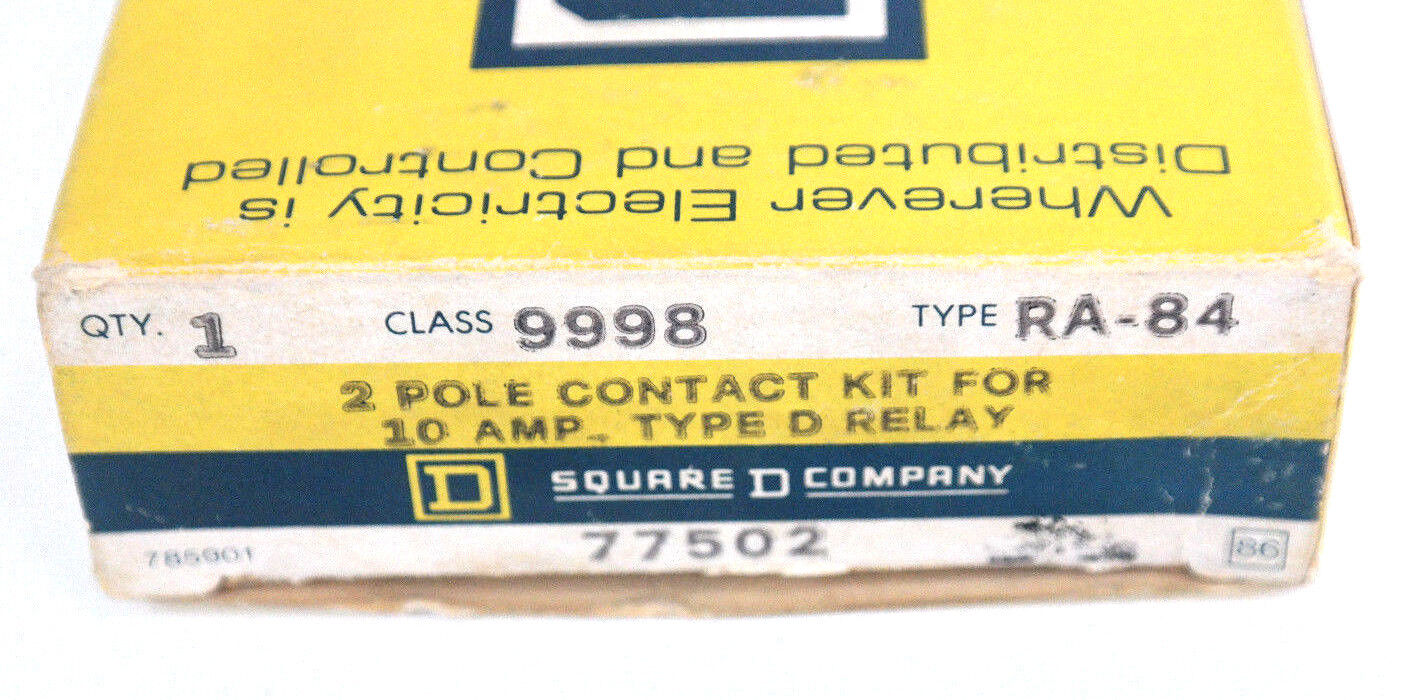 Wherever Electricity is
Distributed and Controlled
QTY. 1 CLASS 9998 TYPE RA-84
2 POLE CONTACT KIT FOR
10 AMP., TYPE D RELAY
D SQUARE D COMPANY
785901 77502 86